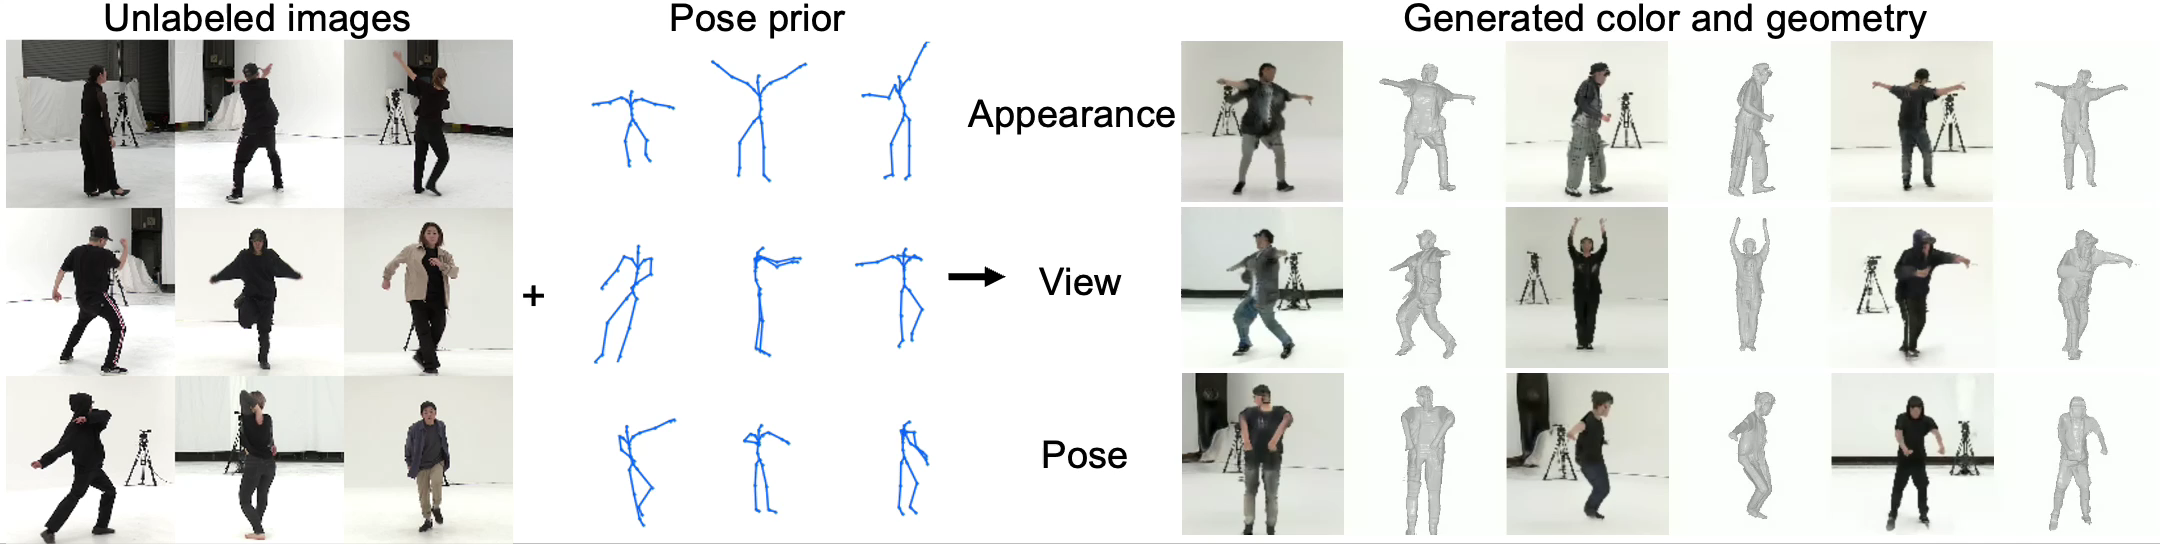 Unlabeled images
Pose prior
Generated color and geometry
Appearance
+
View
Pose